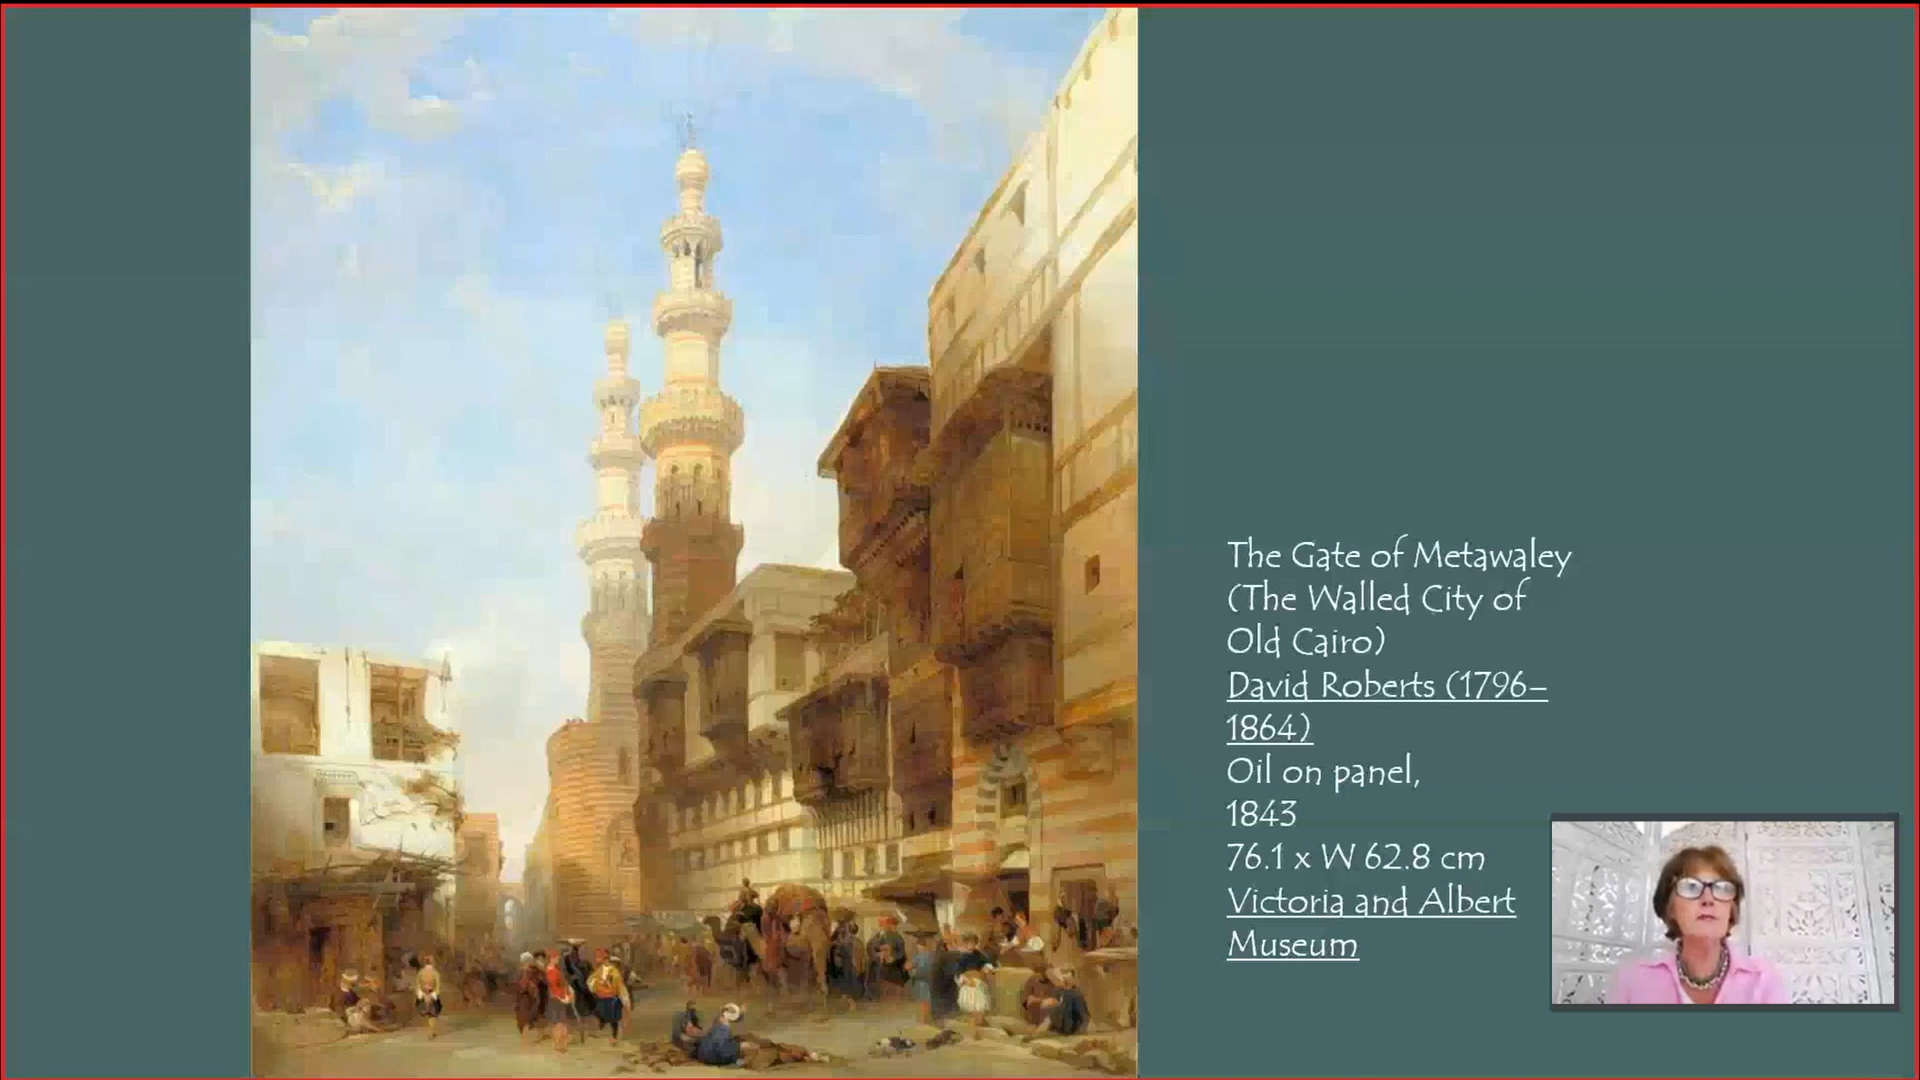 The Gate of Metawaley
(The Walled City of
Old Cairo)
David Roberts (1796–
1864)
Oil on panel,
1843
76.1 x W 62.8 cm
Victoria and Albert
Museum